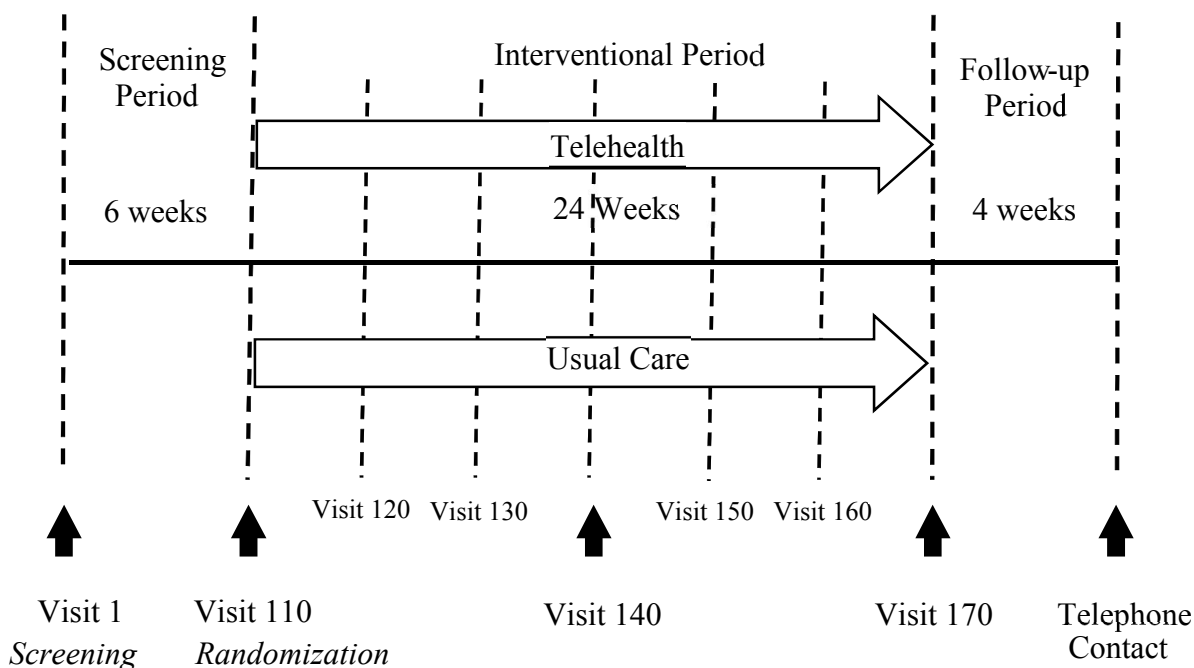 Screening
Period
Interventional Period
Follow-up
Period
Telehealth
6 weeks
24 Weeks
4 weeks
Usual Care
Visit 120
Visit 130
Visit 150
Visit 160
Visit 1
Screening
Visit 110
Randomization
Visit 140
Visit 170
Telephone
Contact